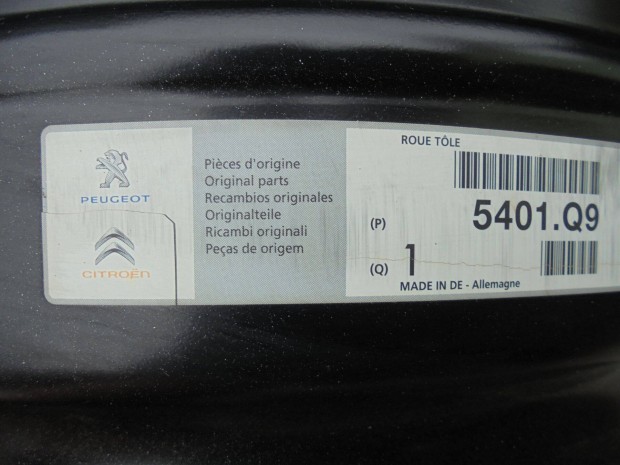 ROUE TÔLE
PEUGEOT
CITROËN
Pièces d'origine
Original parts
Recambios originales
Originalteile
Ricambi originali
Peças de origem
(P) 5401.Q9
(Q) 1
MADE IN DE - Allemagne